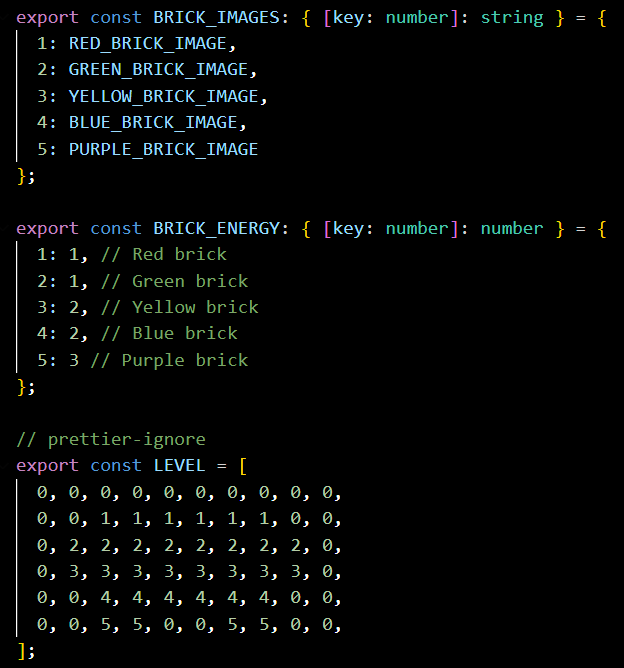 export const BRICK_IMAGES: { [key: number]: string } = {
  1: RED_BRICK_IMAGE,
  2: GREEN_BRICK_IMAGE,
  3: YELLOW_BRICK_IMAGE,
  4: BLUE_BRICK_IMAGE,
  5: PURPLE_BRICK_IMAGE
};

export const BRICK_ENERGY: { [key: number]: number } = {
  1: 1, // Red brick
  2: 1, // Green brick
  3: 2, // Yellow brick
  4: 2, // Blue brick
  5: 3 // Purple brick
};

// prettier-ignore
export const LEVEL = [
  0, 0, 0, 0, 0, 0, 0, 0, 0, 0,
  0, 0, 1, 1, 1, 1, 1, 1, 0, 0,
  0, 2, 2, 2, 2, 2, 2, 2, 2, 0,
  0, 3, 3, 3, 3, 3, 3, 3, 3, 0,
  0, 0, 4, 4, 4, 4, 4, 4, 0, 0,
  0, 0, 5, 5, 0, 0, 5, 5, 0, 0,
];